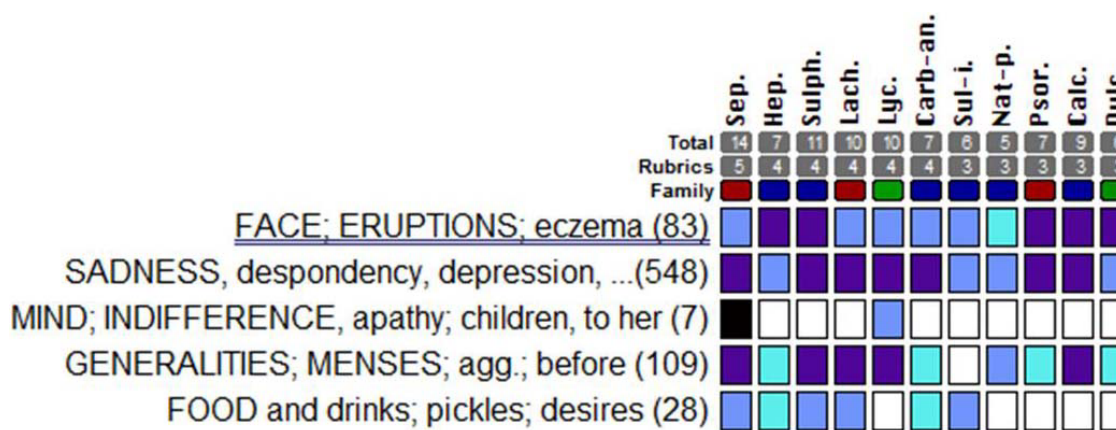 Sep. Hep. Sulph. Lach. Lyc. Carb-an. Sul-i. Nat-p. Psor. Calc.
Total 14 7 11 10 10 7 6 5 7 9
Rubrics 5 4 4 4 4 4 3 3 3 3
Family
FACE; ERUPTIONS; eczema (83)
SADNESS, despondency, depression, ...(548)
MIND; INDIFFERENCE, apathy; children, to her (7)
GENERALITIES; MENSES; agg.; before (109)
FOOD and drinks; pickles; desires (28)